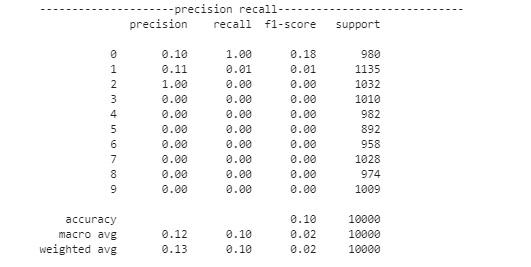 ----------------------precision recall------------------------------
precision recall f1-score support
0 0.10 1.00 0.18 980
1 0.11 0.01 0.01 1135
2 1.00 0.00 0.00 1032
3 0.00 0.00 0.00 1010
4 0.00 0.00 0.00 982
5 0.00 0.00 0.00 892
6 0.00 0.00 0.00 958
7 0.00 0.00 0.00 1028
8 0.00 0.00 0.00 974
9 0.00 0.00 0.00 1009
accuracy 0.10 10000
macro avg 0.12 0.10 0.02 10000
weighted avg 0.13 0.10 0.02 10000